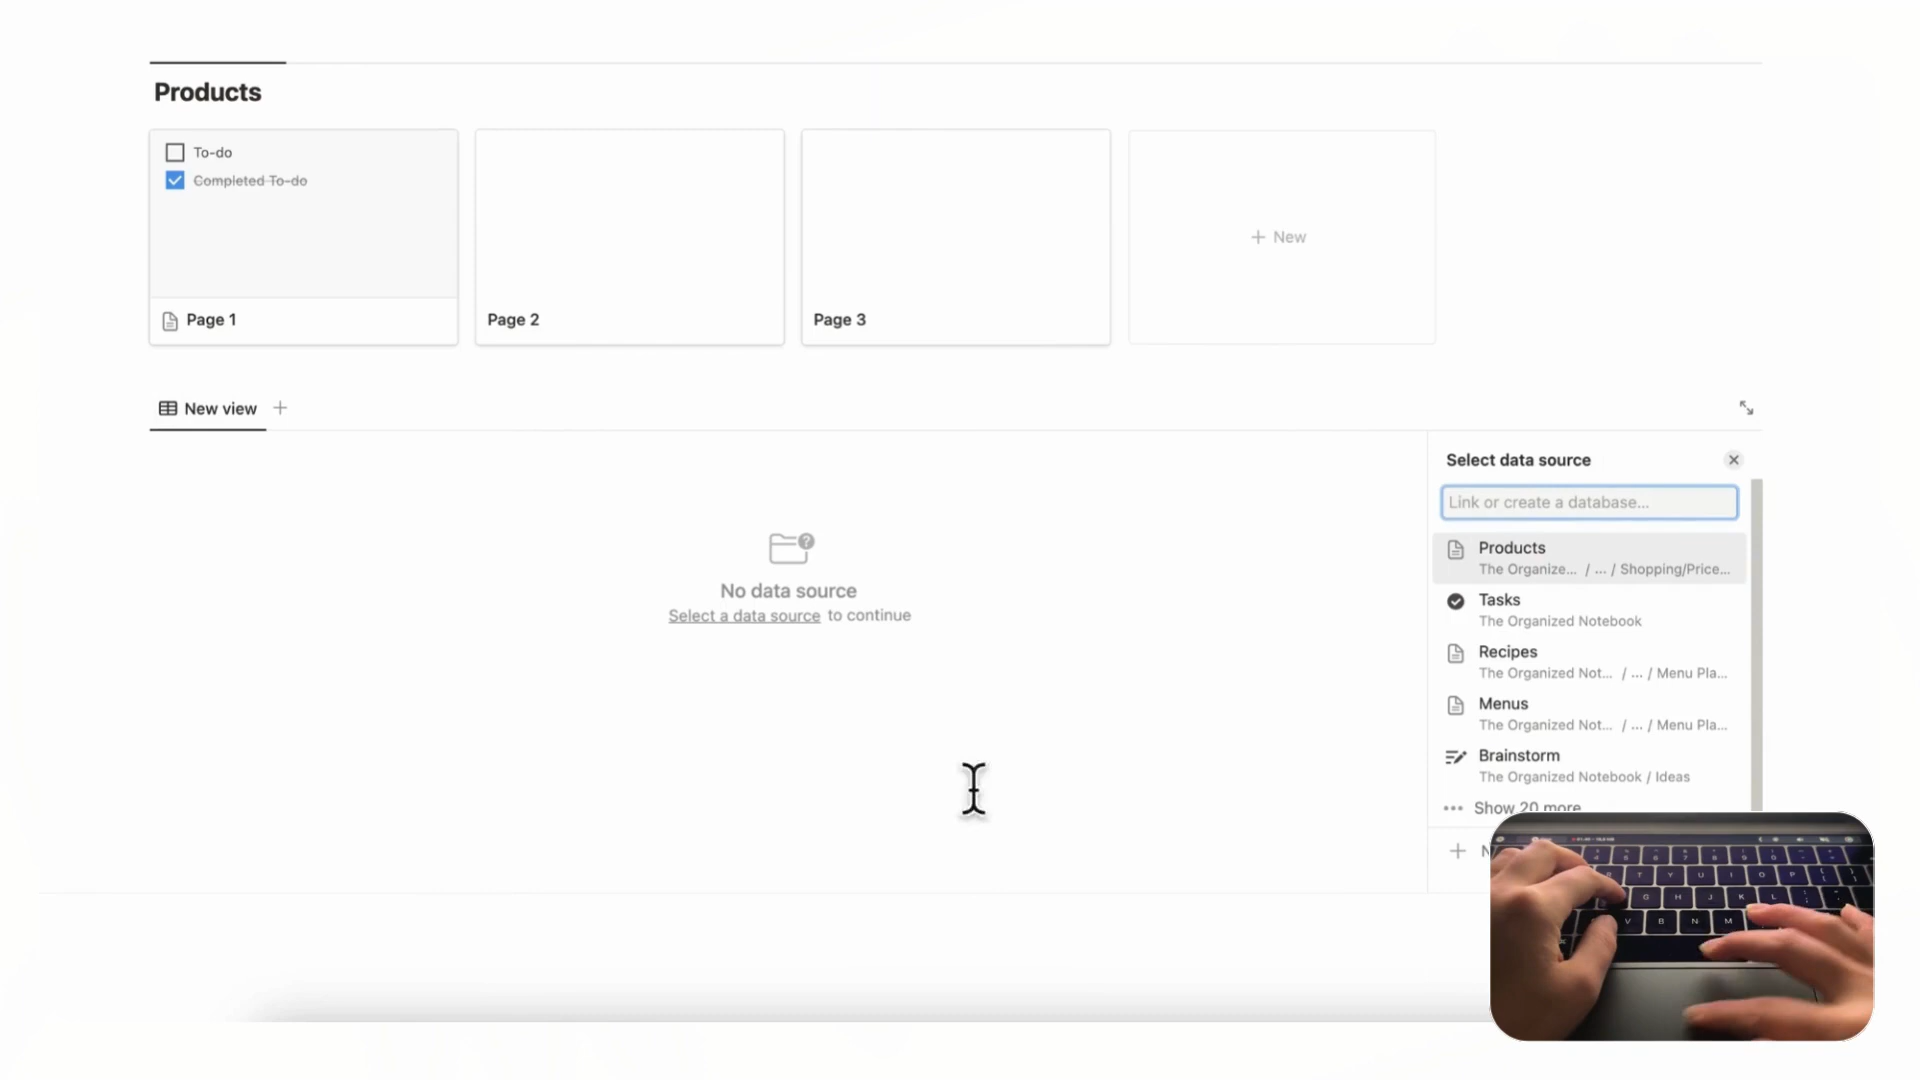 Products
To-do
Completed To-do
Page 1
Page 2
Page 3
+ New
New view +
Select data source
Link or create a database...
Products
The Organize... / ... / Shopping/Price...
Tasks
The Organized Notebook
Recipes
The Organized Not... / ... / Menu Pla...
Menus
The Organized Not... / ... / Menu Pla...
Brainstorm
The Organized Notebook / Ideas
••• Show 20 more
No data source
Select a data source to continue
T Y U I O P
G H J K L
V B N M